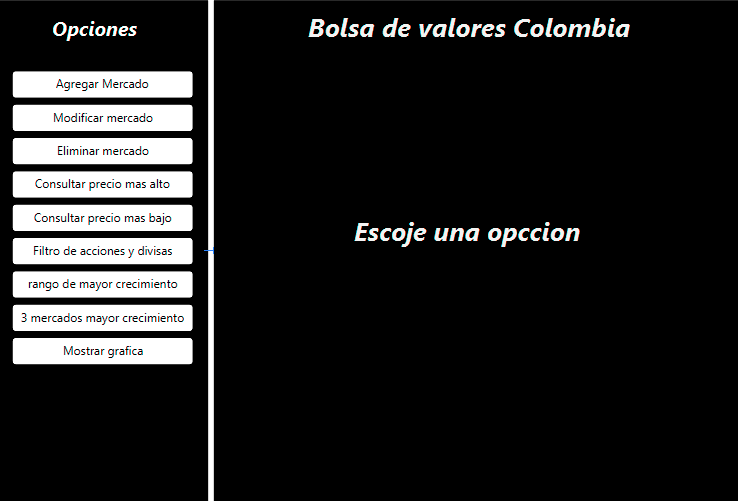 Opciones
Agregar Mercado
Modificar mercado
Eliminar mercado
Consultar precio mas alto
Consultar precio mas bajo
Filtro de acciones y divisas
rango de mayor crecimiento
3 mercados mayor crecimiento
Mostrar grafica
Bolsa de valores Colombia
Escoje una opccion